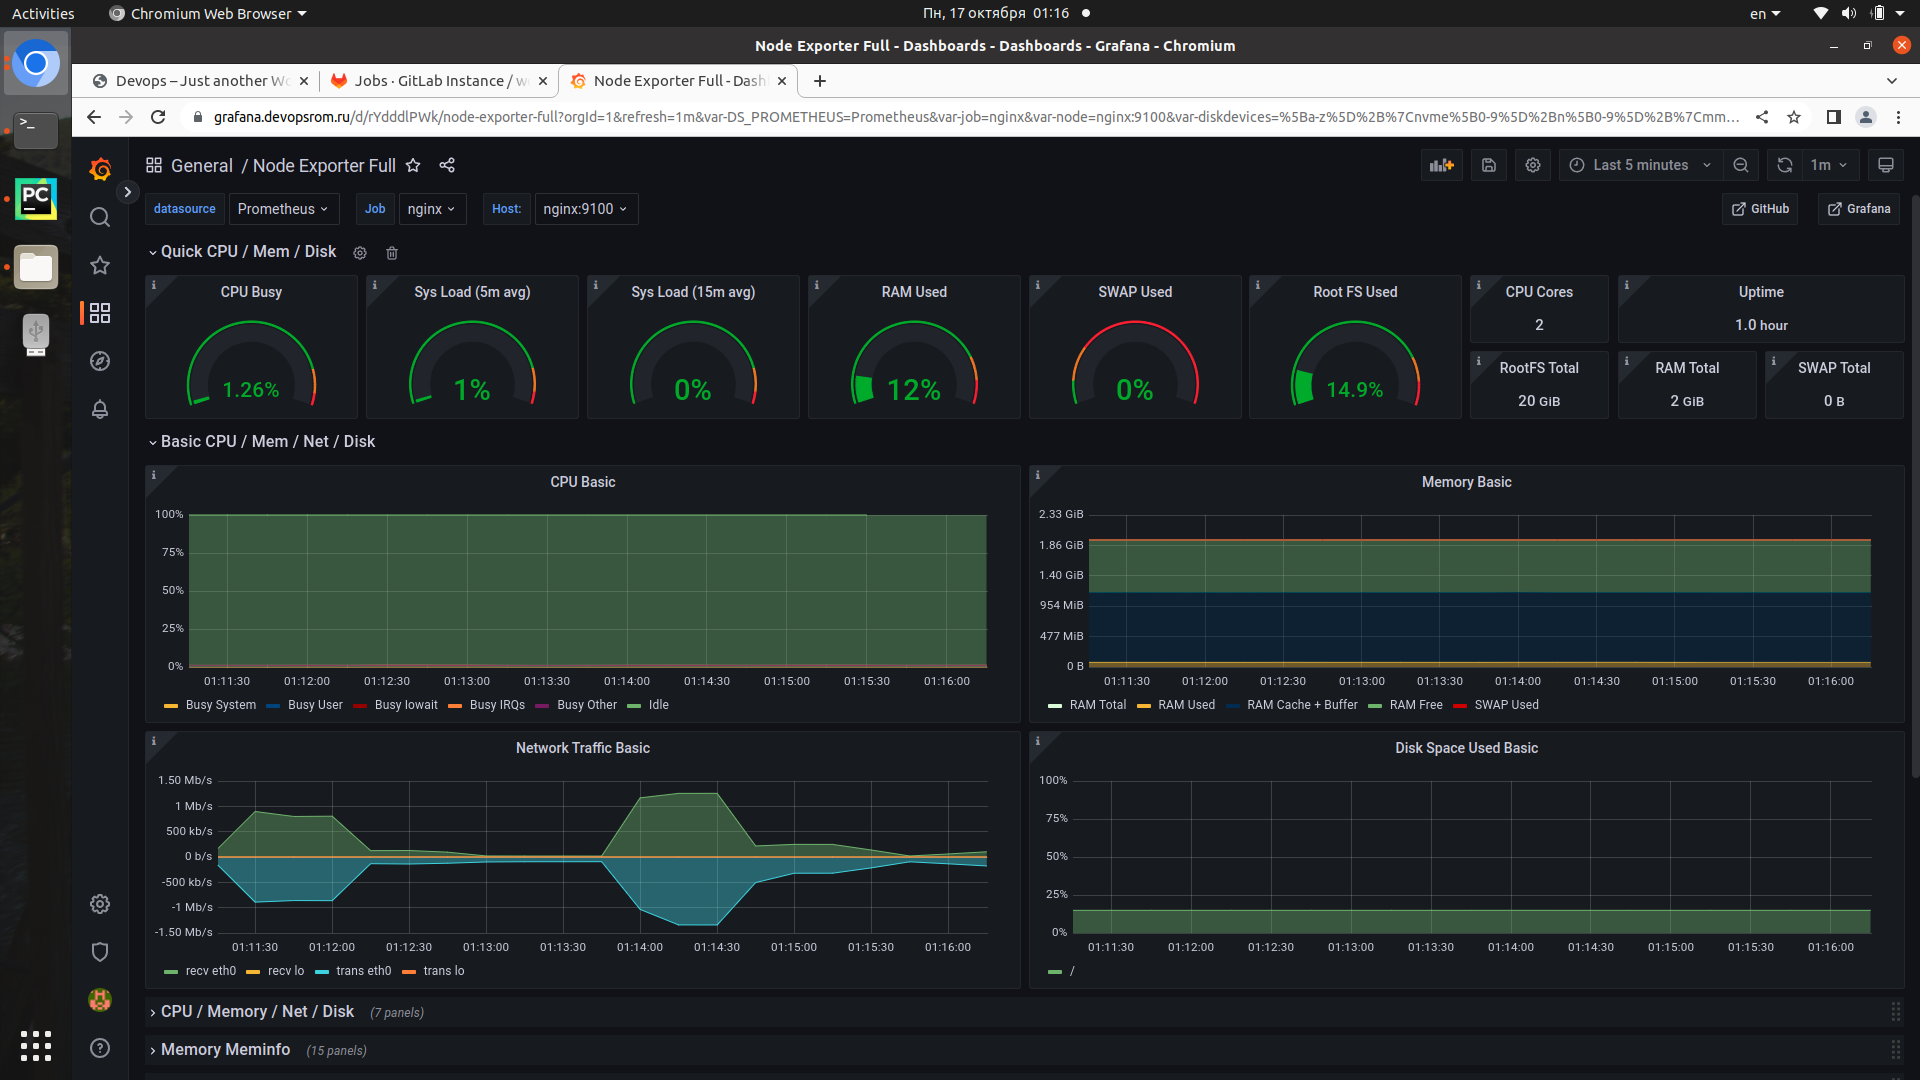 Activities Chromium Web Browser Пн, 17 октября 01:16 en
Node Exporter Full - Dashboards - Dashboards - Grafana - Chromium
Devops – Just another Wo Jobs · GitLab Instance / w Node Exporter Full - Dash
grafana.devopsrom.ru/d/rYdddlPWk/node-exporter-full?orgId=1&refresh=1m&var-DS_PROMETHEUS=Prometheus&var-job=nginx&var-node=nginx:9100&var-diskdevices=%5Ba-z%5D%2B%7Cnvme%5B0-9%5D%2Bn%5B0-9%5D%2B%7Cmm...
General / Node Exporter Full Last 5 minutes 1m
datasource Prometheus Job nginx Host: nginx:9100 GitHub Grafana
Quick CPU / Mem / Disk
CPU Busy
1.26%
Sys Load (5m avg)
1%
Sys Load (15m avg)
0%
RAM Used
12%
SWAP Used
0%
Root FS Used
14.9%
CPU Cores
2
Uptime
1.0 hour
RootFS Total
20 GiB
RAM Total
2 GiB
SWAP Total
0 B
Basic CPU / Mem / Net / Disk
CPU Basic
100%
75%
50%
25%
0%
01:11:30 01:12:00 01:12:30 01:13:00 01:13:30 01:14:00 01:14:30 01:15:00 01:15:30 01:16:00
Busy System Busy User Busy Iowait Busy IRQs Busy Other Idle
Memory Basic
2.33 GiB
1.86 GiB
1.40 GiB
954 MiB
477 MiB
0 B
01:11:30 01:12:00 01:12:30 01:13:00 01:13:30 01:14:00 01:14:30 01:15:00 01:15:30 01:16:00
RAM Total RAM Used RAM Cache + Buffer RAM Free SWAP Used
Network Traffic Basic
1.50 Mb/s
1 Mb/s
500 kb/s
0 b/s
-500 kb/s
-1 Mb/s
-1.50 Mb/s
01:11:30 01:12:00 01:12:30 01:13:00 01:13:30 01:14:00 01:14:30 01:15:00 01:15:30 01:16:00
recv eth0 recv lo trans eth0 trans lo
Disk Space Used Basic
100%
75%
50%
25%
0%
01:11:30 01:12:00 01:12:30 01:13:00 01:13:30 01:14:00 01:14:30 01:15:00 01:15:30 01:16:00
/
CPU / Memory / Net / Disk (7 panels)
Memory Meminfo (15 panels)
PC